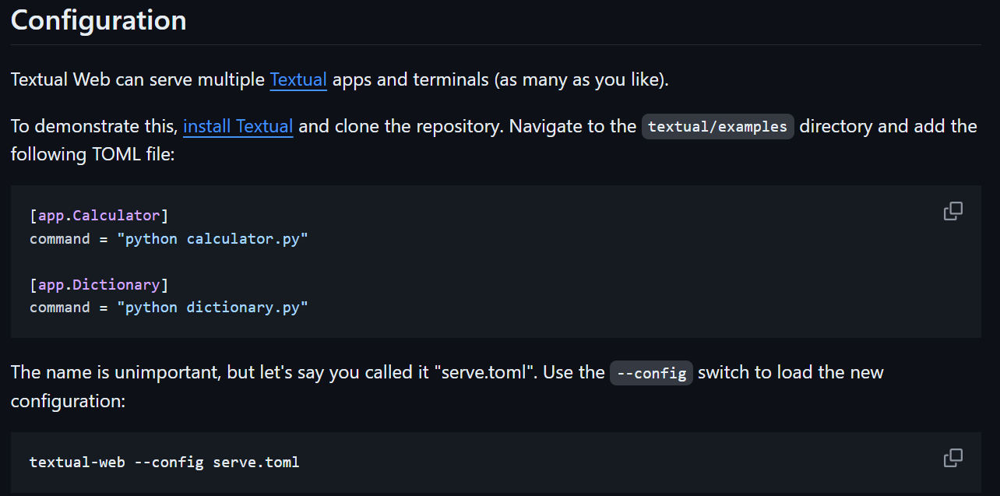 Configuration
Textual Web can serve multiple Textual apps and terminals (as many as you like).
To demonstrate this, install Textual and clone the repository. Navigate to the textual/examples directory and add the
following TOML file:
[app.Calculator]
command = "python calculator.py"
[app.Dictionary]
command = "python dictionary.py"
The name is unimportant, but let's say you called it "serve.toml". Use the --config switch to load the new
configuration:
textual-web --config serve.toml